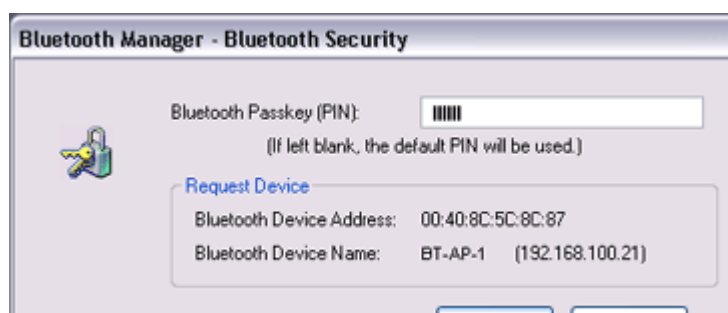 Bluetooth Manager - Bluetooth Security
Bluetooth Passkey (PIN):
(If left blank, the default PIN will be used.)
Request Device
Bluetooth Device Address: 00:40:8C:5C:8C:87
Bluetooth Device Name: BT-AP-1 (192.168.100.21)